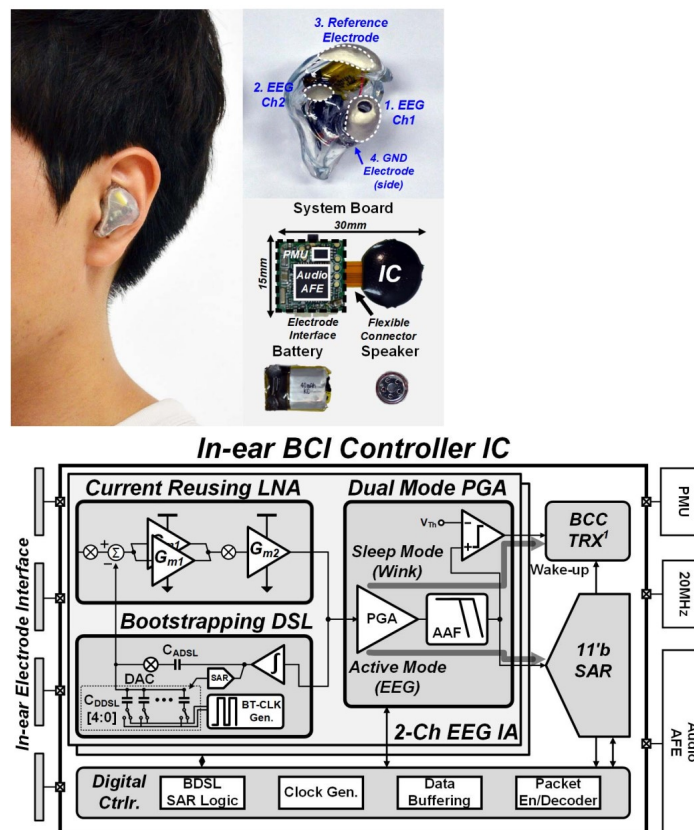 3. Reference
Electrode
2. EEG
Ch2
1. EEG
Ch1
4. GND
Electrode
(side)
System Board
30mm
15mm
PMU
Audio
AFE
IC
Electrode
Interface
Flexible
Connector
Battery
Speaker
In-ear BCI Controller IC
In-ear Electrode Interface
Current Reusing LNA
Σ
Gm1
Gm1
Gm2
Bootstrapping DSL
CADSL
DAC
CDDSL
[4:0]
SAR
BT-CLK
Gen.
Dual Mode PGA
VTh
Sleep Mode
(Wink)
PGA
AAF
Active Mode
(EEG)
2-Ch EEG IA
BCC
TRX1
Wake-up
11'b
SAR
PMU
20MHz
Audio
AFE
Digital
Ctrlr.
BDSL
SAR Logic
Clock Gen.
Data
Buffering
Packet
En/Decoder